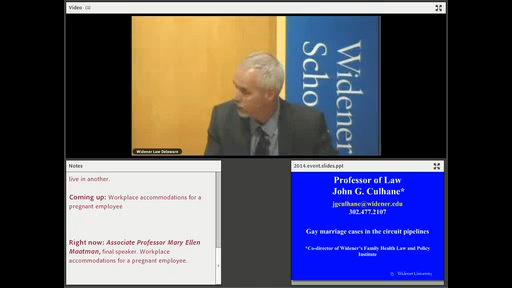 Video (1)
Widener
Scho
Widener Law Delaware
Notes
live in another.
Coming up: Workplace accommodations for a
pregnant employee
Right now: Associate Professor Mary Ellen
Maatman, final speaker. Workplace
accommodations for a pregnant employee.
2014.event.slides.ppt
Professor of Law
John G. Culhane*
jgculhane@widener.edu
302.477.2107
Gay marriage cases in the circuit pipelines
*Co-director of Widener's Family Health Law and Policy
Institute
Widener University